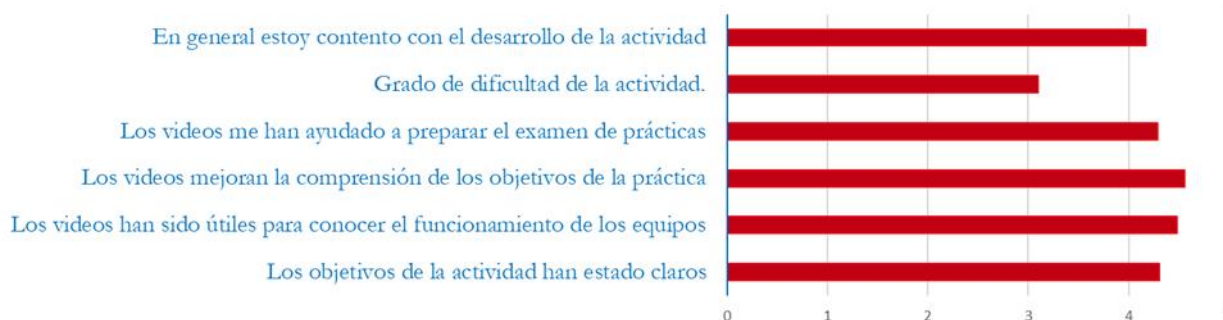 En general estoy contento con el desarrollo de la actividad
Grado de dificultad de la actividad.
Los videos me han ayudado a preparar el examen de prácticas
Los videos mejoran la comprensión de los objetivos de la práctica
Los videos han sido útiles para conocer el funcionamiento de los equipos
Los objetivos de la actividad han estado claros
0 1 2 3 4